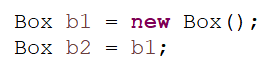 Box b1 = new Box();
Box b2 = b1;